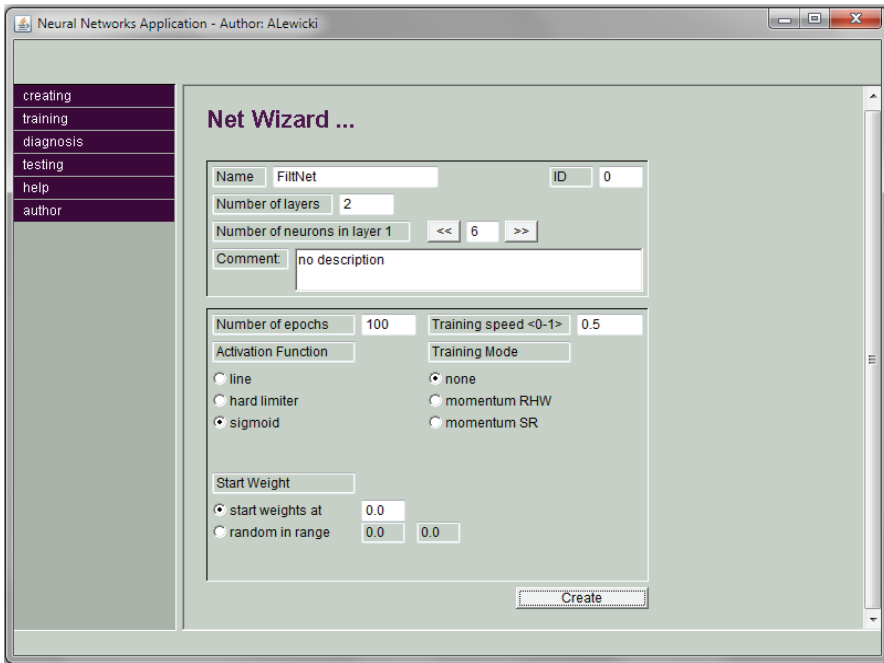 Neural Networks Application - Author: ALewicki
creating
training
diagnosis
testing
help
author
Net Wizard ...
Name FiltNet ID 0
Number of layers 2
Number of neurons in layer 1 << 6 >>
Comment: no description
Number of epochs 100 Training speed <0-1> 0.5
Activation Function Training Mode
line none
hard limiter momentum RHW
sigmoid momentum SR
Start Weight
start weights at 0.0
random in range 0.0 0.0
Create